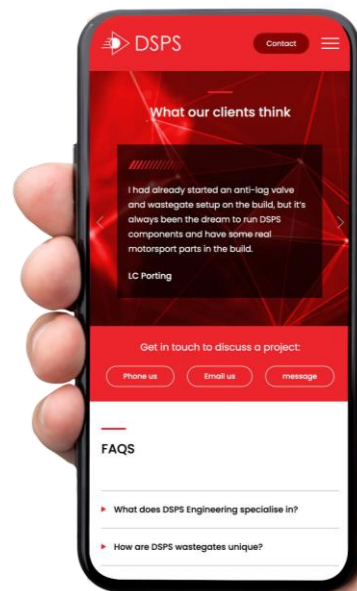 DSPS
Contact
What our clients think
I had already started an anti-lag valve
and wastegate setup on the build, but it's
always been the dream to run DSPS
components and have some real
motorsport parts in the build.
LC Porting
Get in touch to discuss a project:
Phone us
Email us
message
FAQS
What does DSPS Engineering specialise in?
How are DSPS wastegates unique?